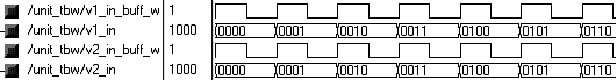 /unit_tbw/v1_in_buff_w 1
/unit_tbw/v1_in 1000 0000 0001 0010 0011 0100 0101 0110
/unit_tbw/v2_in_buff_w 1
/unit_tbw/v2_in 1000 0000 0001 0010 0011 0100 0101 0110